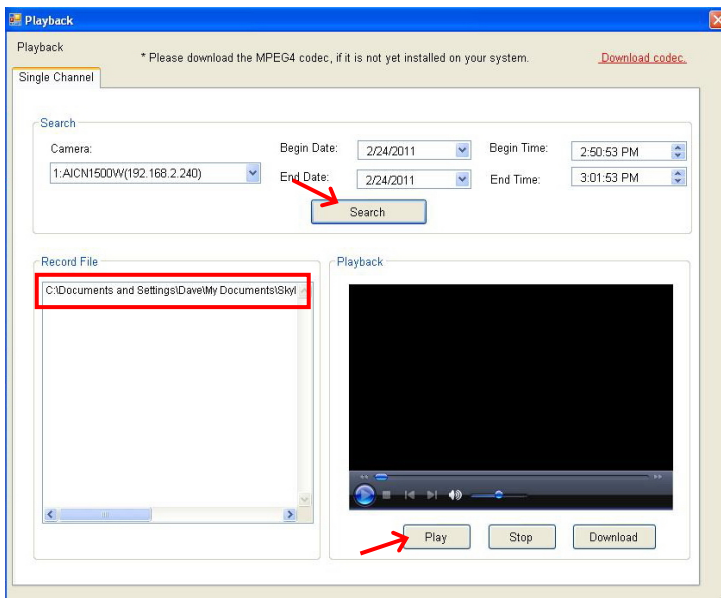 Playback
Playback
* Please download the MPEG4 codec, if it is not yet installed on your system.
Download codec.
Single Channel
Search
Camera:
Begin Date:
2/24/2011
Begin Time:
2:50:53 PM
1:AICN1500W(192.168.2.240)
End Date:
2/24/2011
End Time:
3:01:53 PM
Search
Record File
C:\Documents and Settings\Dave\My Documents\Skyl
Playback
Play
Stop
Download